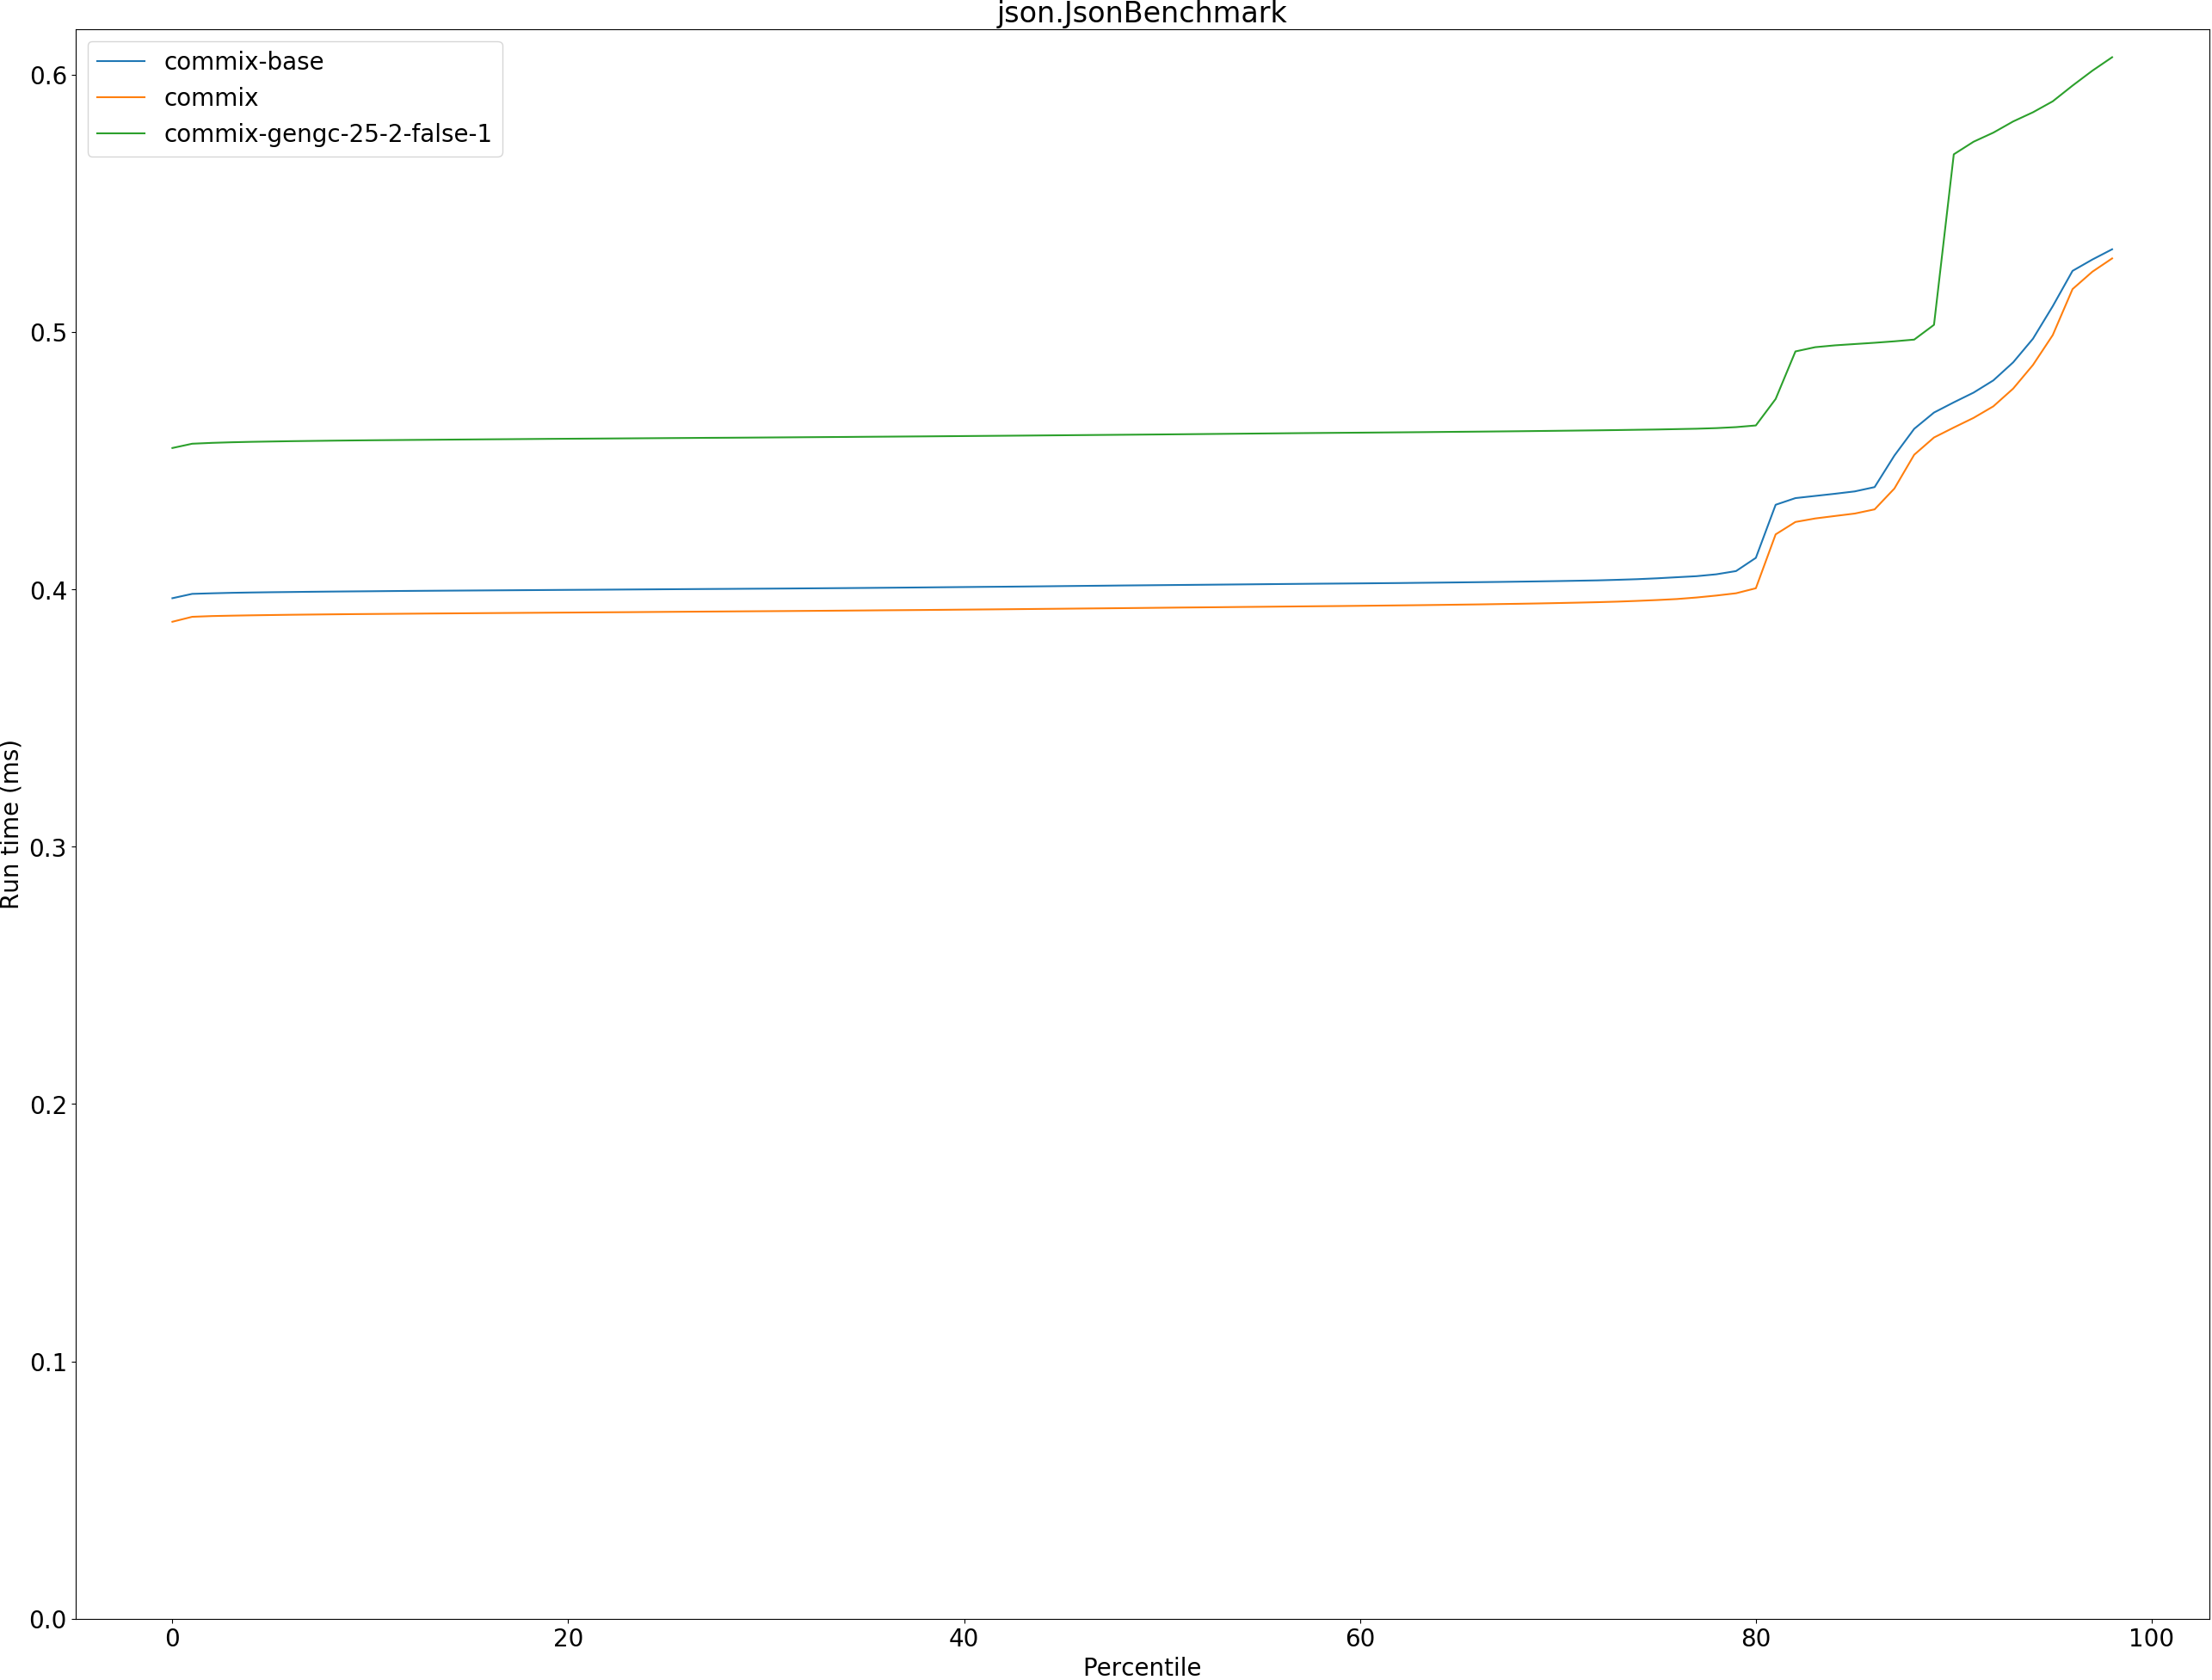 json.JsonBenchmark
commix-base
commix
commix-gengc-25-2-false-1
0.6
0.5
0.4
0.3
0.2
0.1
0.0
Run time (ms)
0 20 40 60 80 100
Percentile